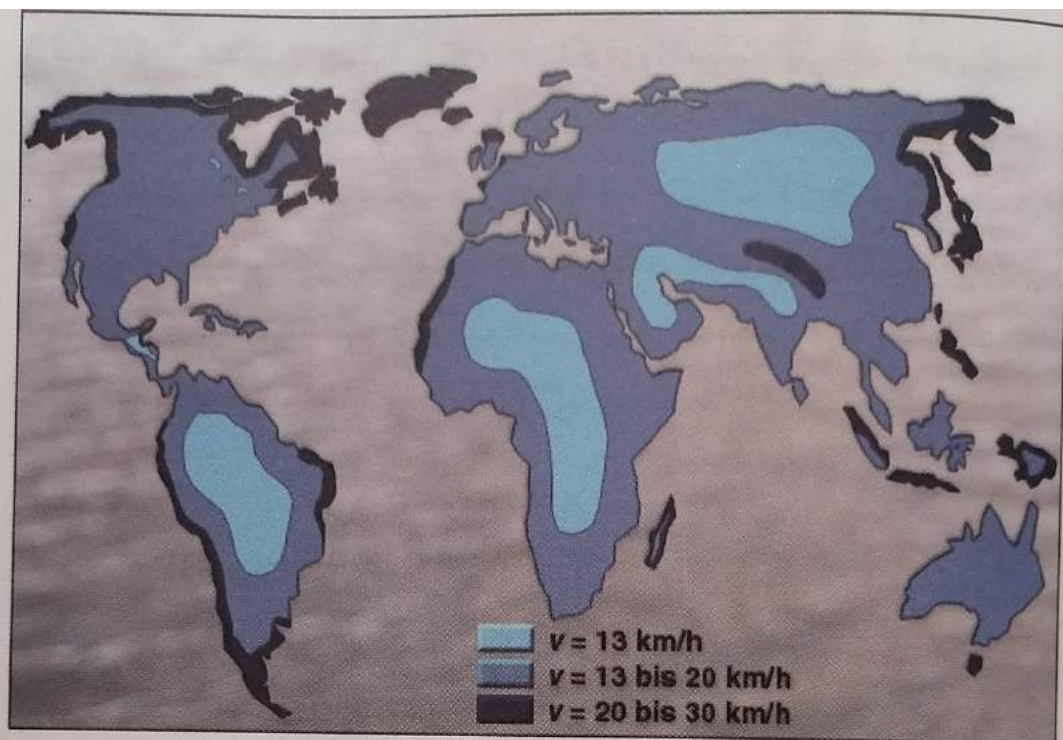 v = 13 km/h
v = 13 bis 20 km/h
v = 20 bis 30 km/h